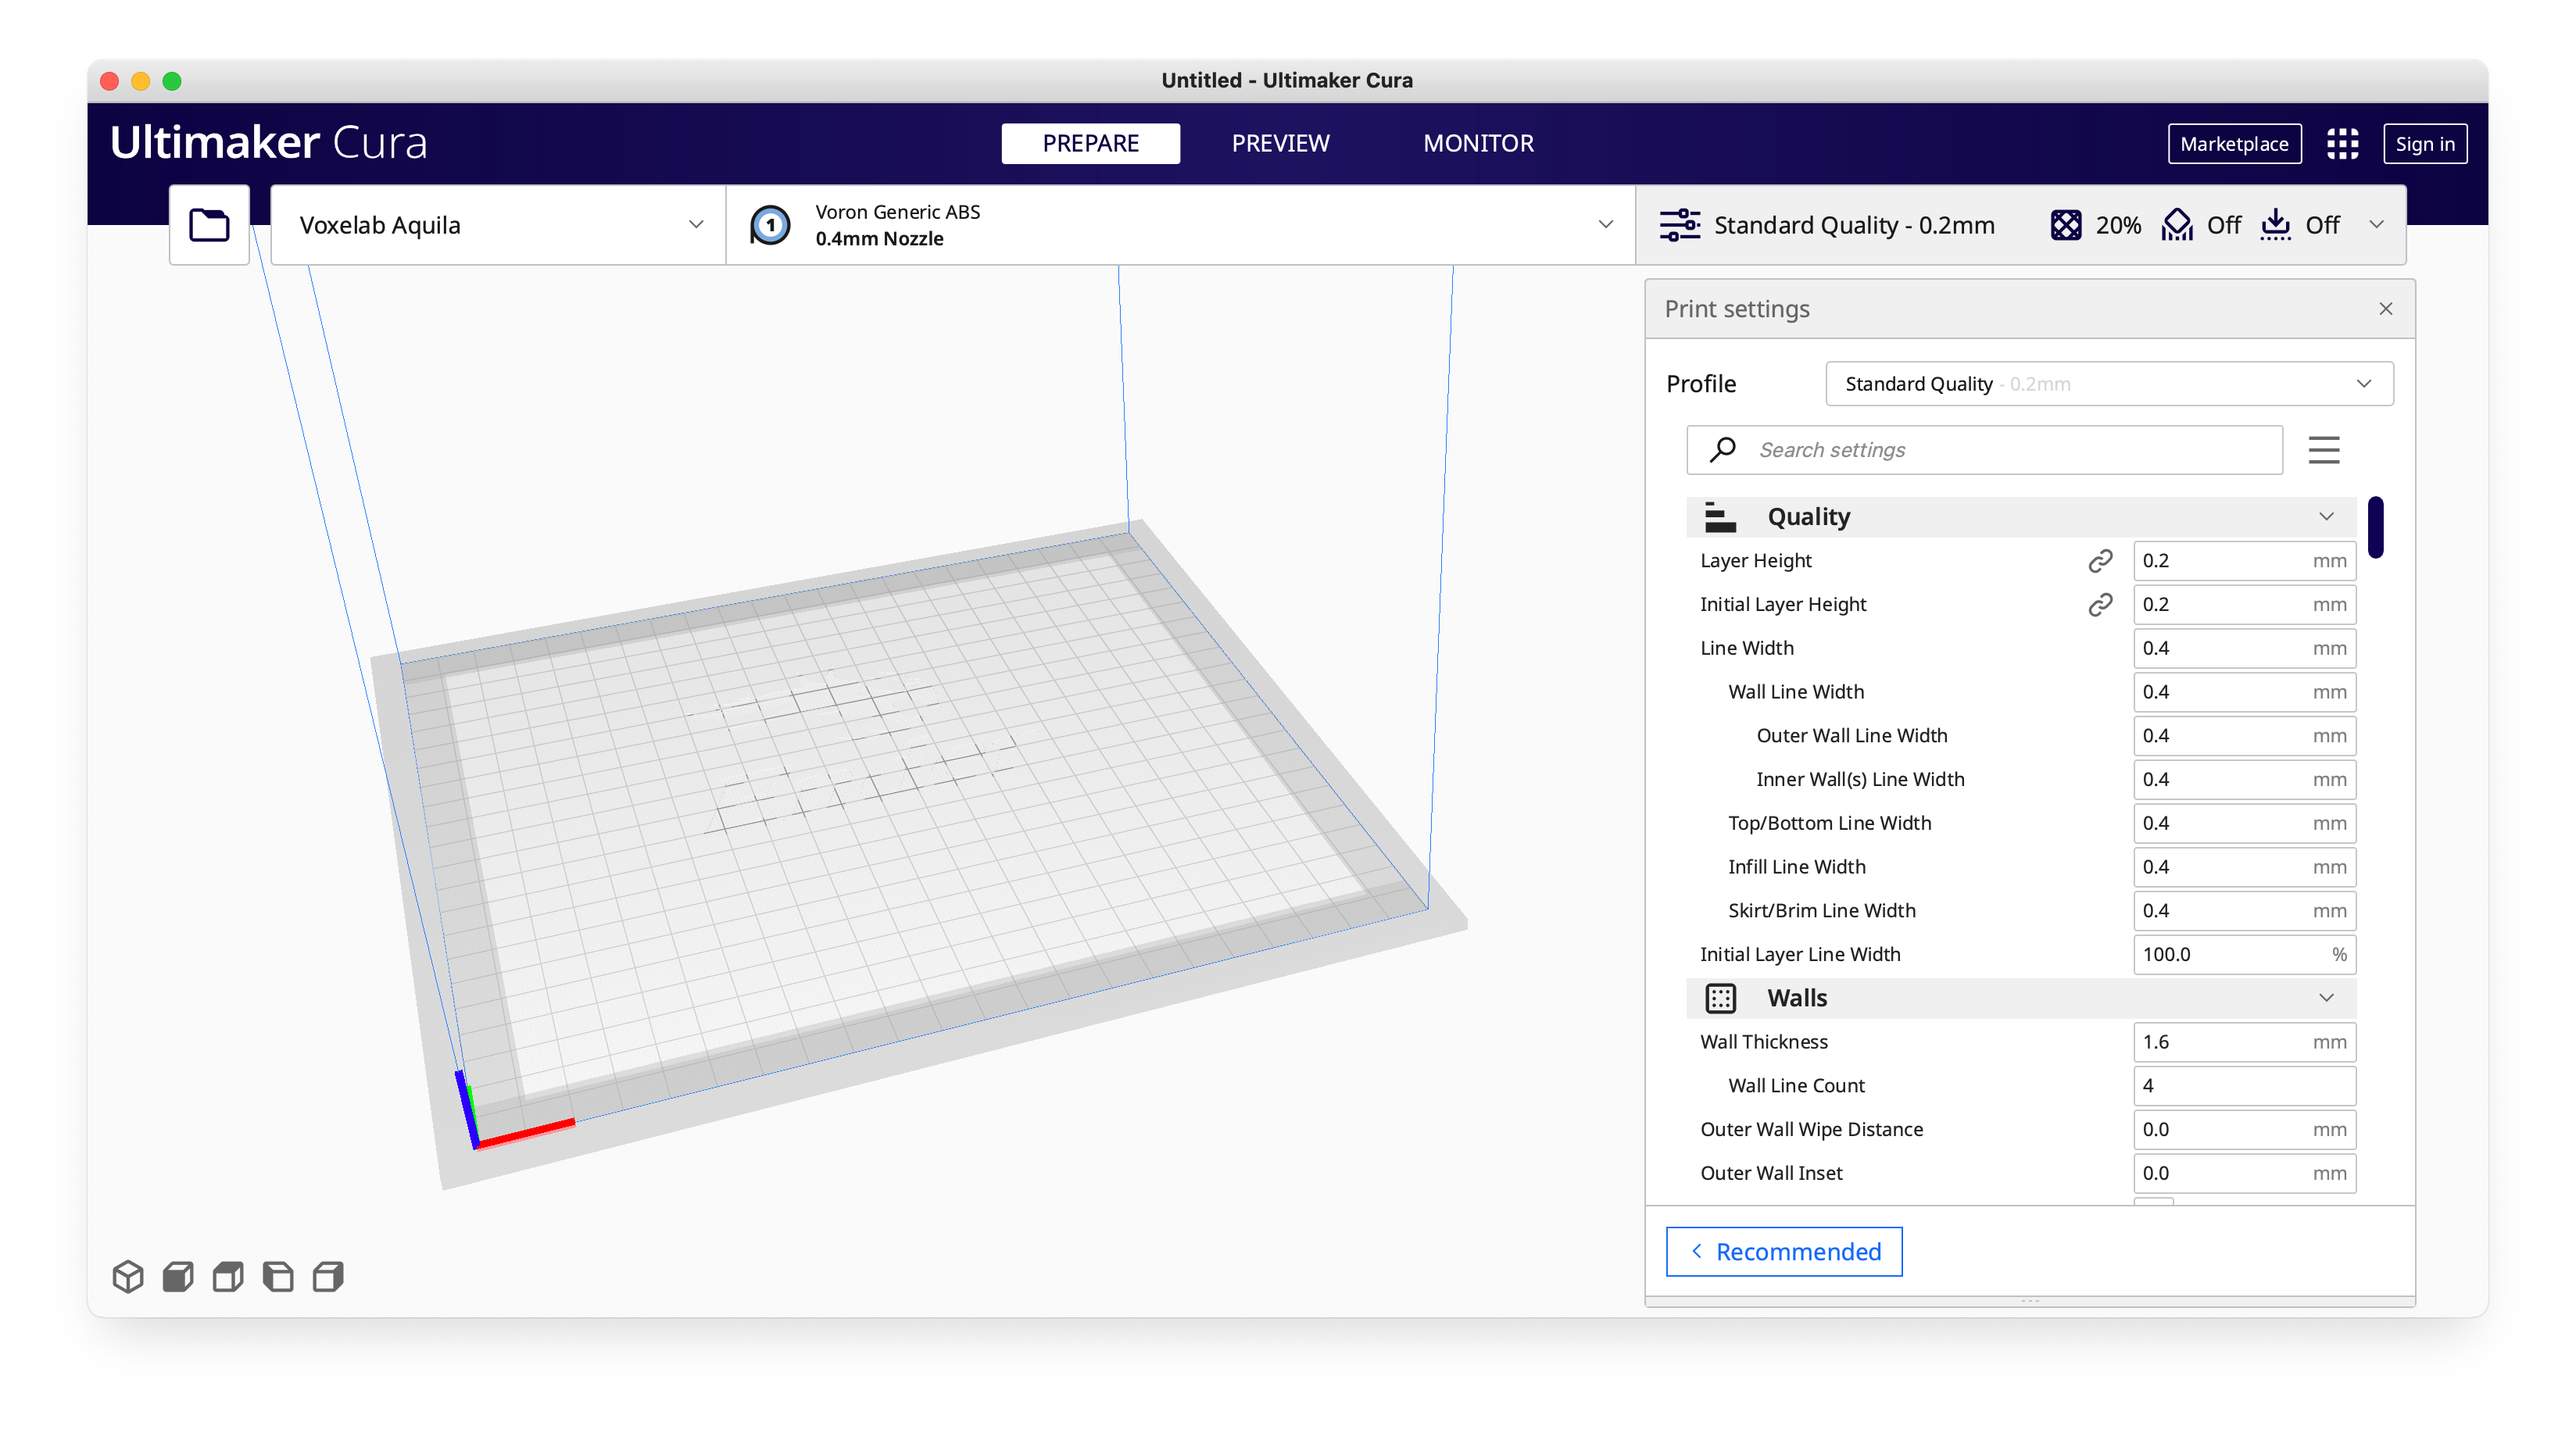 Untitled - Ultimaker Cura
Ultimaker Cura
PREPARE
PREVIEW
MONITOR
Marketplace
Sign in
Voxelab Aquila
1
Voron Generic ABS
0.4mm Nozzle
Standard Quality - 0.2mm
20%
Off
Off
Print settings
Profile
Standard Quality - 0.2mm
Search settings
Quality
Layer Height 0.2 mm
Initial Layer Height 0.2 mm
Line Width 0.4 mm
Wall Line Width 0.4 mm
Outer Wall Line Width 0.4 mm
Inner Wall(s) Line Width 0.4 mm
Top/Bottom Line Width 0.4 mm
Infill Line Width 0.4 mm
Skirt/Brim Line Width 0.4 mm
Initial Layer Line Width 100.0 %
Walls
Wall Thickness 1.6 mm
Wall Line Count 4
Outer Wall Wipe Distance 0.0 mm
Outer Wall Inset 0.0 mm
Recommended